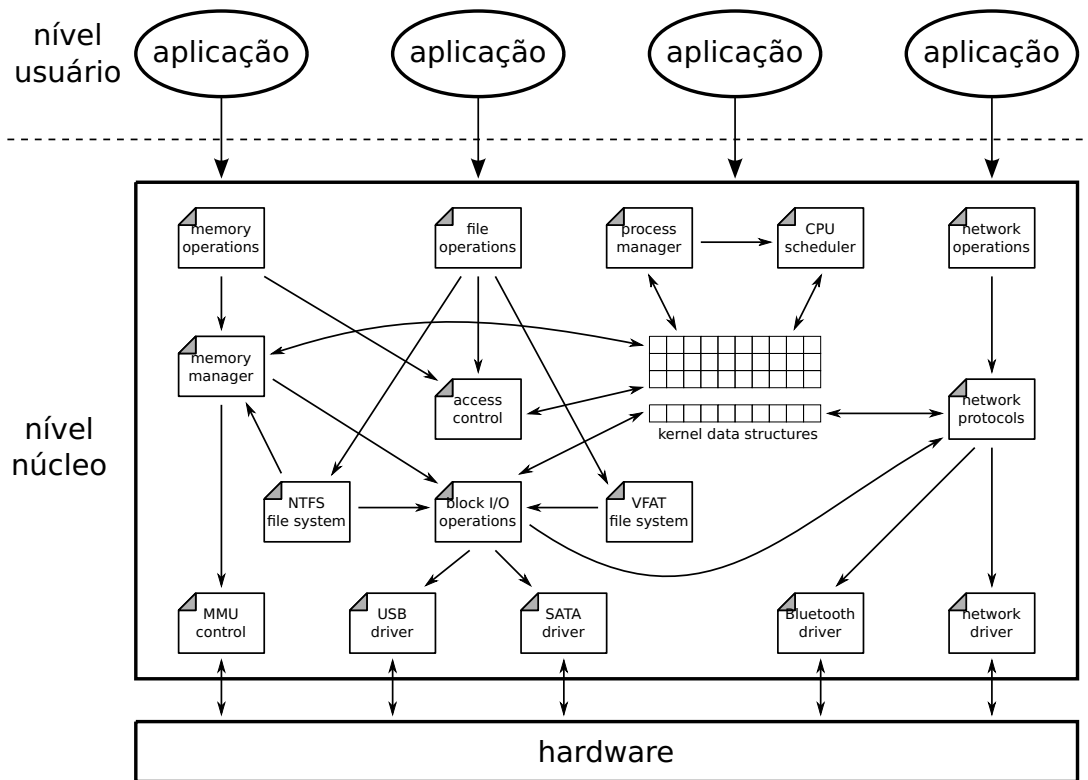 nível
usuário
aplicação
aplicação
aplicação
aplicação
memory
operations
file
operations
process
manager
CPU
scheduler
network
operations
memory
manager
access
control
kernel data structures
network
protocols
nível
núcleo
NTFS
file system
block I/O
operations
VFAT
file system
MMU
control
USB
driver
SATA
driver
Bluetooth
driver
network
driver
hardware